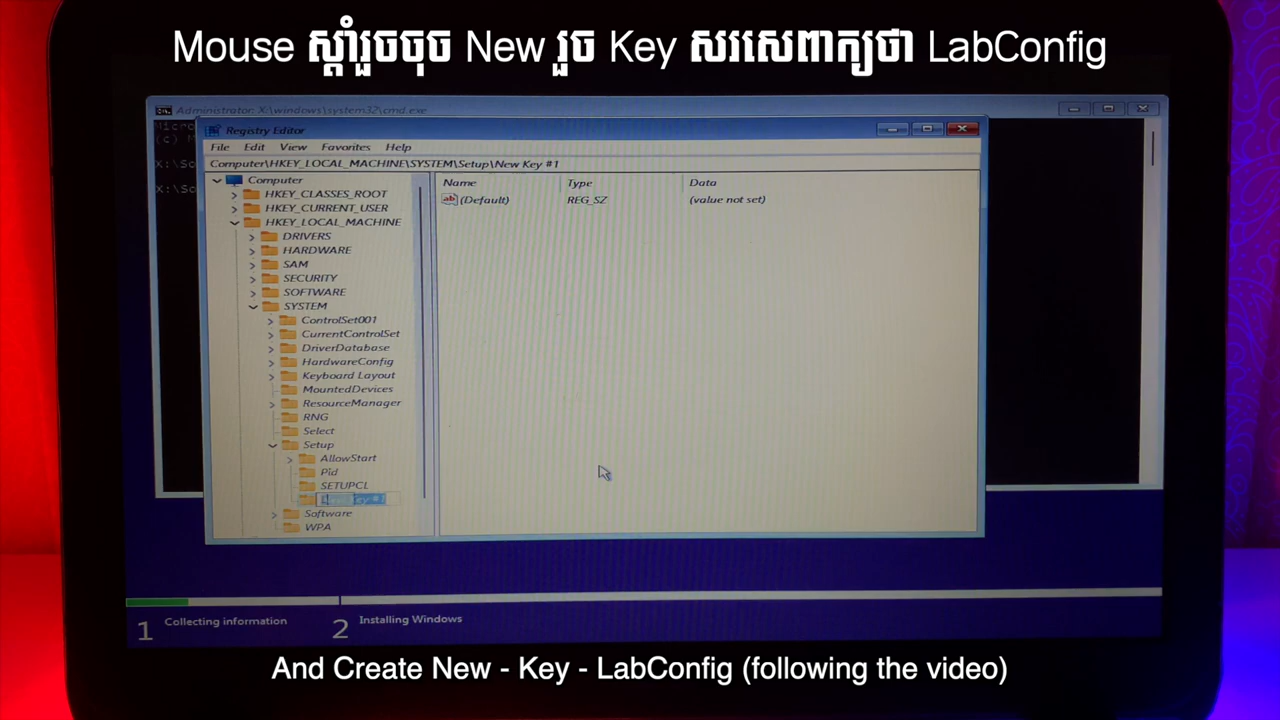 Mouse ស្ដាំរួចចុច New រួច Key សរសេពាក្យថា LabConfig
Administrator: X:\windows\system32\cmd.exe
Registry Editor
File Edit View Favorites Help
Computer\HKEY_LOCAL_MACHINE\SYSTEM\Setup\New Key #1
Computer
HKEY_CLASSES_ROOT
HKEY_CURRENT_USER
HKEY_LOCAL_MACHINE
DRIVERS
HARDWARE
SAM
SECURITY
SOFTWARE
SYSTEM
ControlSet001
CurrentControlSet
DriverDatabase
HardwareConfig
Keyboard Layout
MountedDevices
ResourceManager
RNG
Select
Setup
AllowStart
Pid
SETUPCL
New Key #1
Software
WPA
Name Type Data
(Default) REG_SZ (value not set)
1 Collecting information 2 Installing Windows
And Create New - Key - LabConfig (following the video)